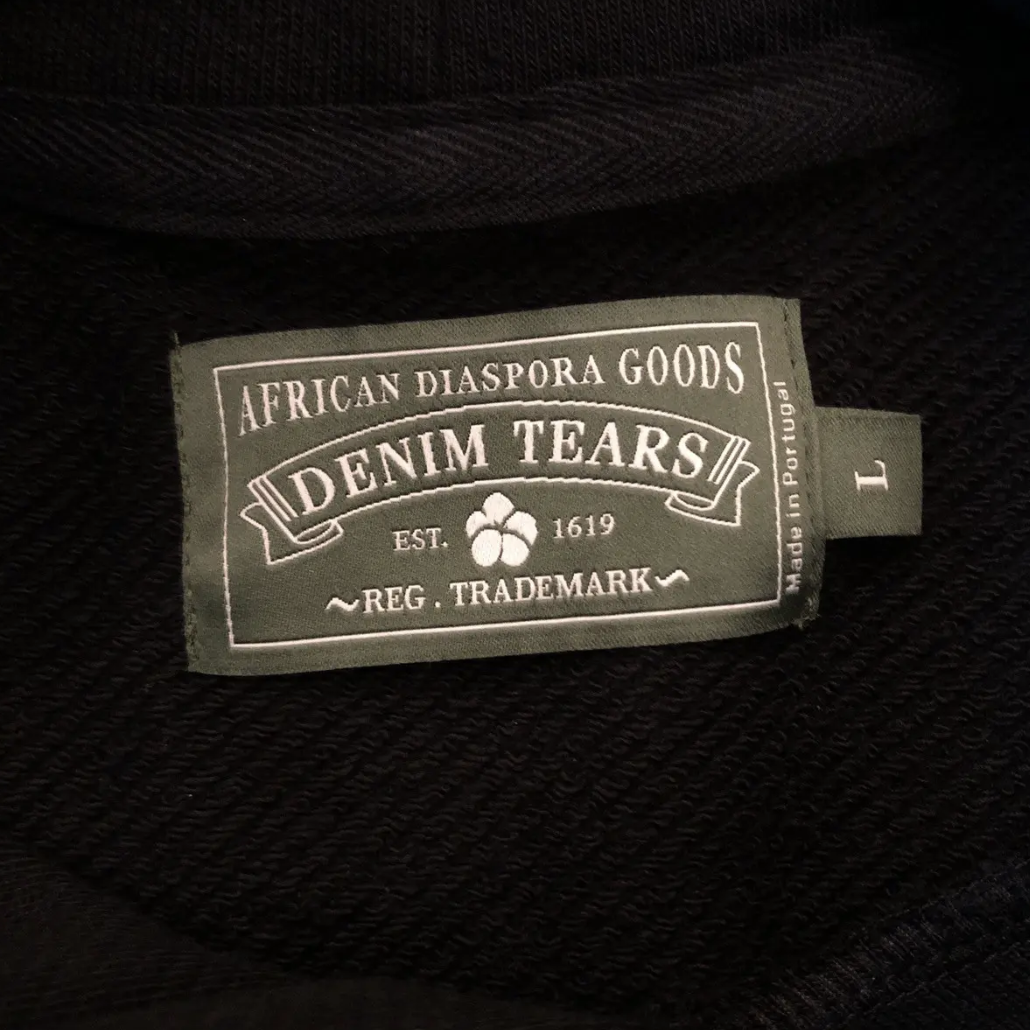 AFRICAN DIASPORA GOODS
DENIM TEARS
EST. 1619
~REG . TRADEMARK~
Made in Portugal
L